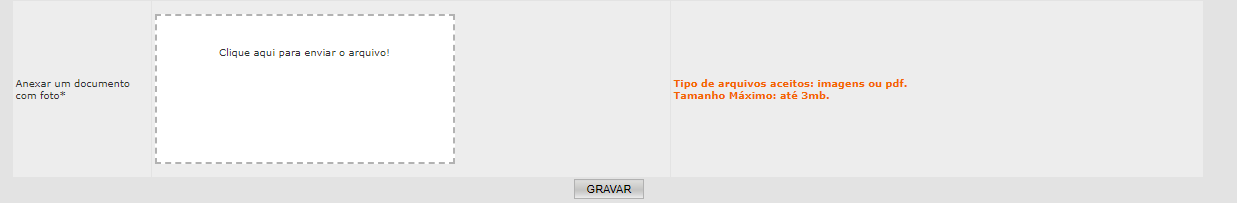 Clique aqui para enviar o arquivo!
Anexar um documento
com foto*
Tipo de arquivos aceitos: imagens ou pdf.
Tamanho Máximo: até 3mb.
GRAVAR